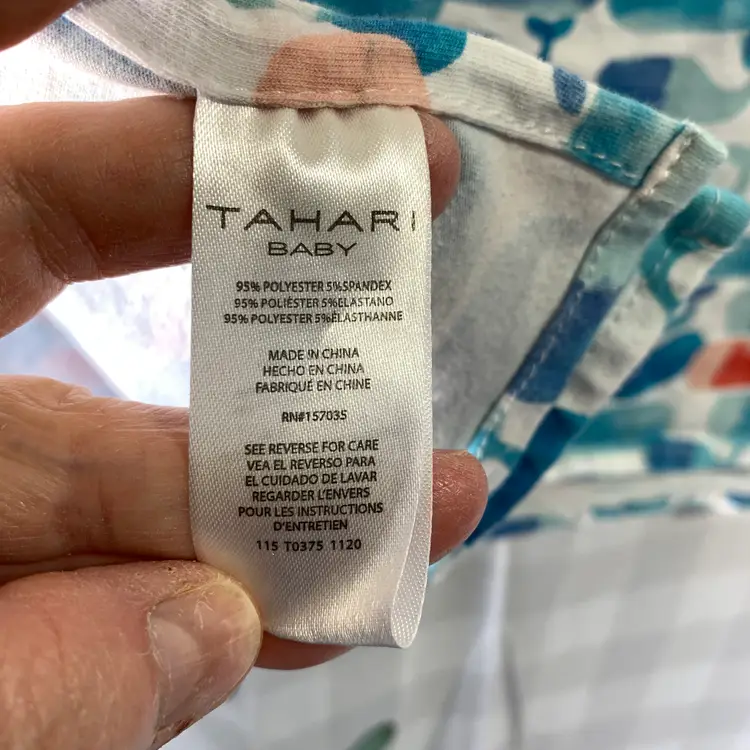 TAHARI
BABY
95% POLYESTER 5%SPANDEX
95% POLIÉSTER 5%ELASTANO
95% POLYESTER 5%ÉLASTHANNE
MADE IN CHINA
HECHO EN CHINA
FABRIQUÉ EN CHINE
RN#157035
SEE REVERSE FOR CARE
VEA EL REVERSO PARA
EL CUIDADO DE LAVAR
REGARDER L'ENVERS
POUR LES INSTRUCTIONS
D'ENTRETIEN
115 T0375 1120